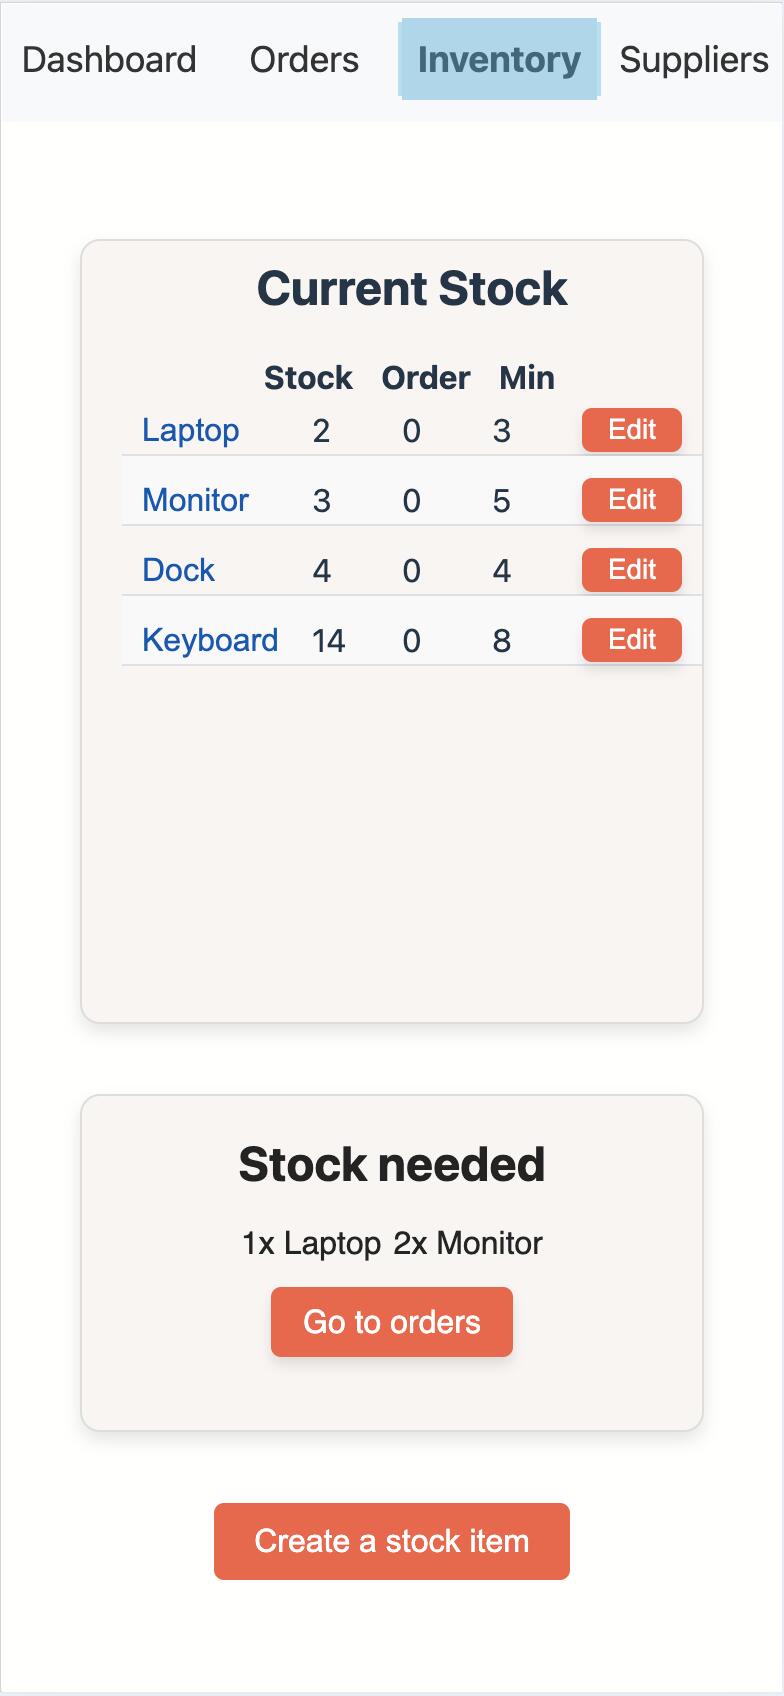 Dashboard Orders Inventory Suppliers
Current Stock
Stock Order Min
Laptop 2 0 3 Edit
Monitor 3 0 5 Edit
Dock 4 0 4 Edit
Keyboard 14 0 8 Edit
Stock needed
1x Laptop 2x Monitor
Go to orders
Create a stock item